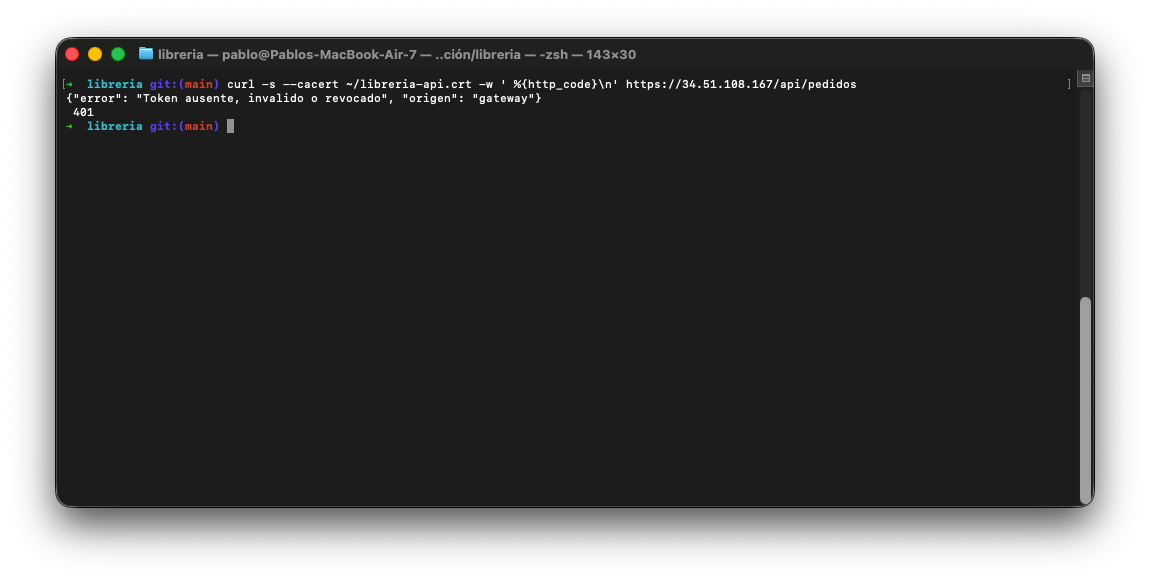 libreria — pablo@Pablos-MacBook-Air-7 — ..ción/libreria — -zsh — 143×30
[➜  libreria git:(main) curl -s --cacert ~/libreria-api.crt -w ' %{http_code}\n' https://34.51.108.167/api/pedidos ]
{"error": "Token ausente, invalido o revocado", "origen": "gateway"}
 401
➜  libreria git:(main)